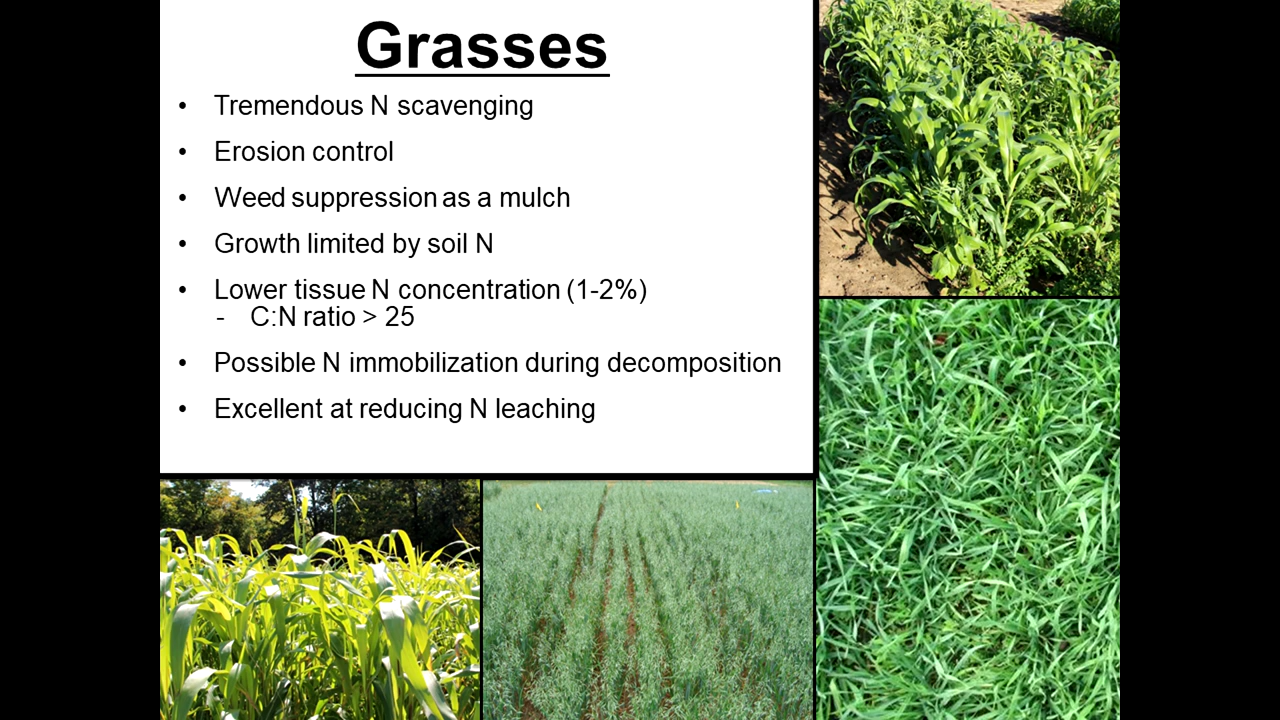 Grasses
• Tremendous N scavenging
• Erosion control
• Weed suppression as a mulch
• Growth limited by soil N
• Lower tissue N concentration (1-2%)
- C:N ratio > 25
• Possible N immobilization during decomposition
• Excellent at reducing N leaching